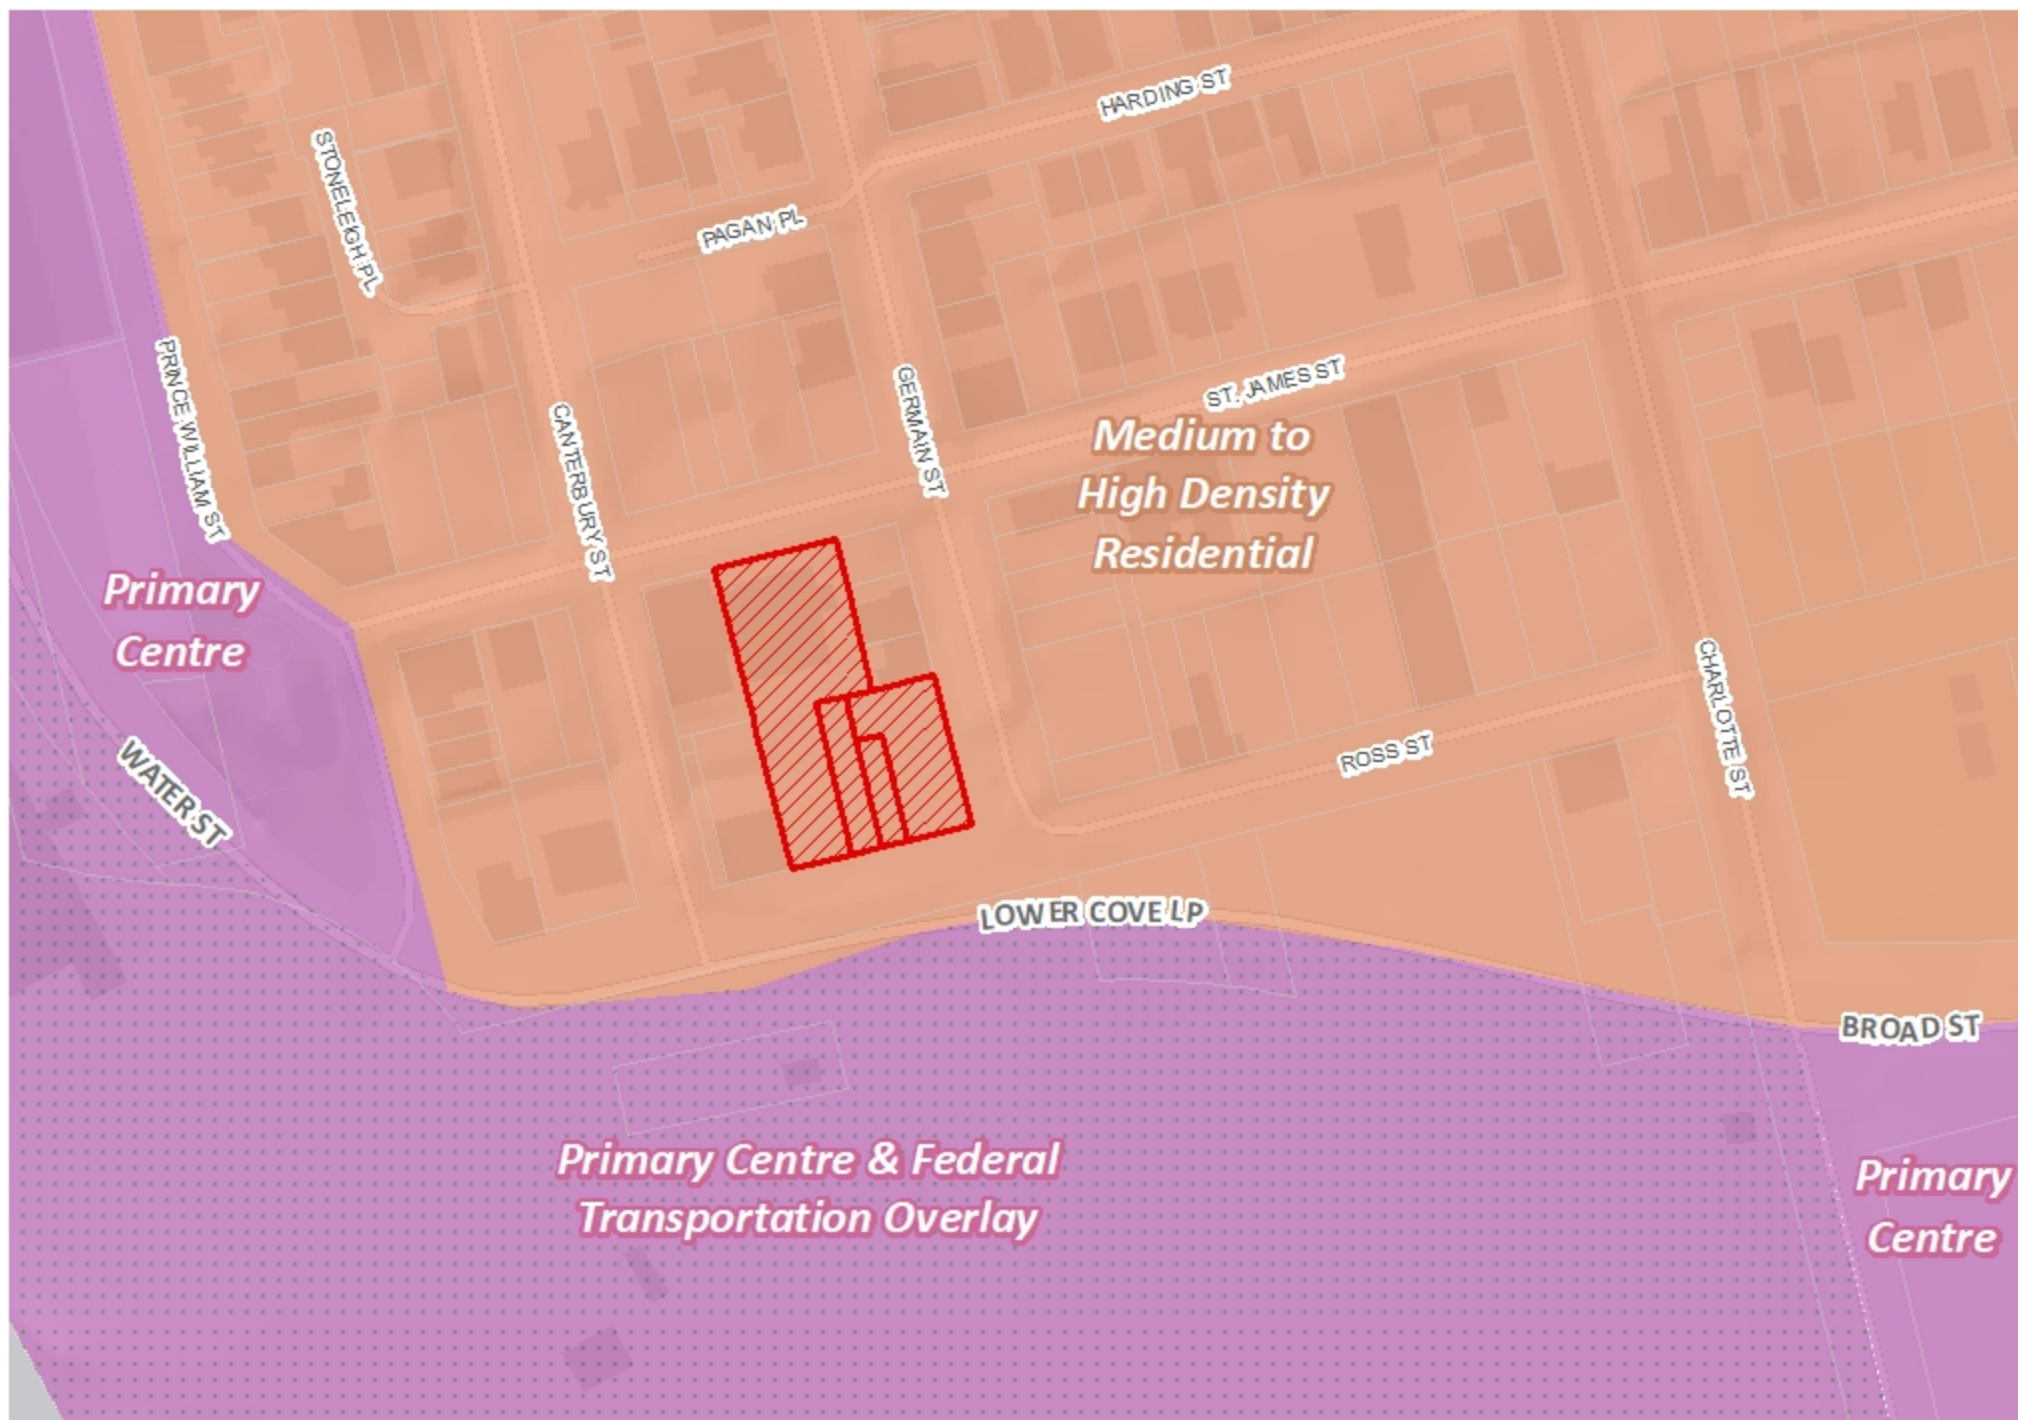 HARDING ST
STONELEIGH PL
PAGAN PL
PRINCE WILLIAM ST
GERMAIN ST
ST. JAMES ST
CANTERBURY ST
Medium to
High Density
Residential
Primary
Centre
CHARLOTTE ST
WATER ST
ROSS ST
LOWER COVE LP
BROAD ST
Primary Centre & Federal
Transportation Overlay
Primary
Centre